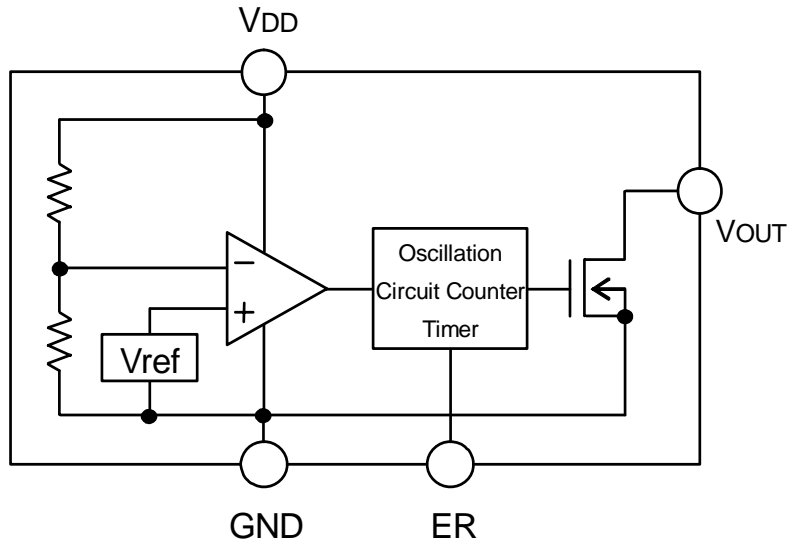 VDD
VOUT
Oscillation
Circuit Counter
Timer
−
+
Vref
GND
ER